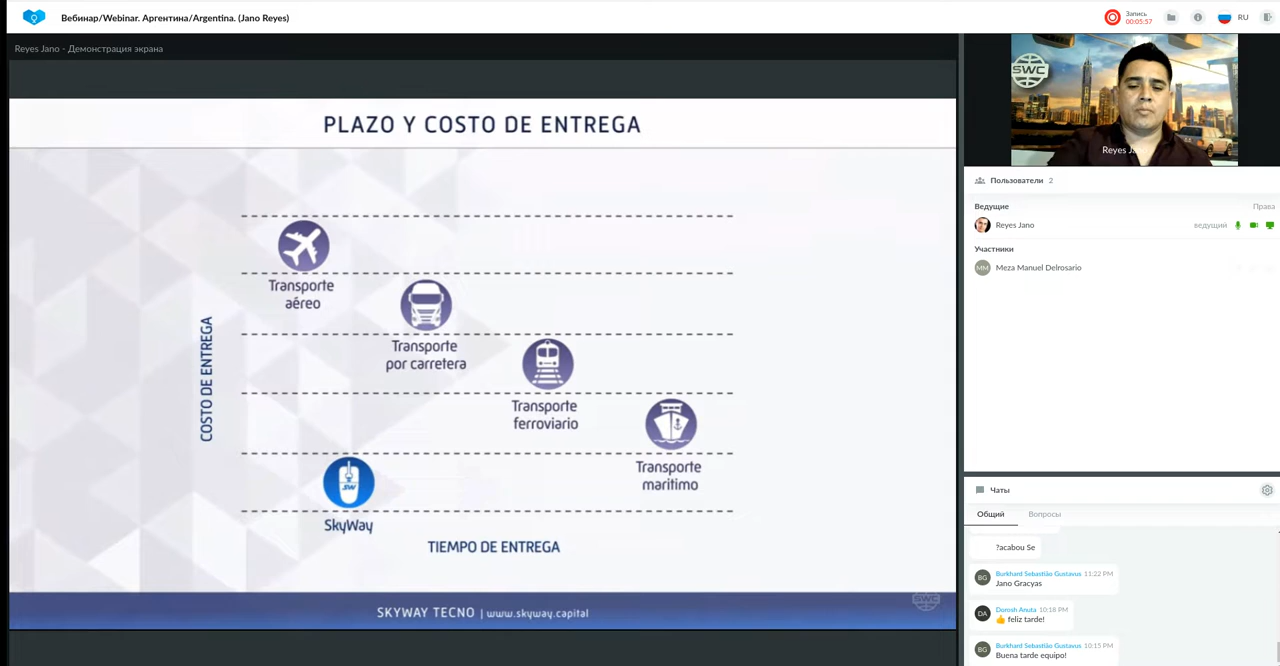 Вебинар/Webinar. Аргентина/Argentina. (Jano Reyes)
Запись
00:05:57
RU
Reyes Jano - Демонстрация экрана
PLAZO Y COSTO DE ENTREGA
COSTO DE ENTREGA
Transporte
aéreo
Transporte
por carretera
Transporte
ferroviario
Transporte
marítimo
SW
SkyWay
TIEMPO DE ENTREGA
SKYWAY TECNO | www.skyway.capital
SWC
SWC
Пользователи 2
Ведущие
Права
Reyes Jano
ведущий
Участники
MM
Meza Manuel Delrosario
Чаты
Общий
Вопросы
?acabou Se
BG
Burkhard Sebastião Gustavus 11:22 PM
Jano Gracyas
DA
Dorosh Anuta 10:18 PM
👍 feliz tarde!
BG
Burkhard Sebastião Gustavus 10:15 PM
Buena tarde equipo!